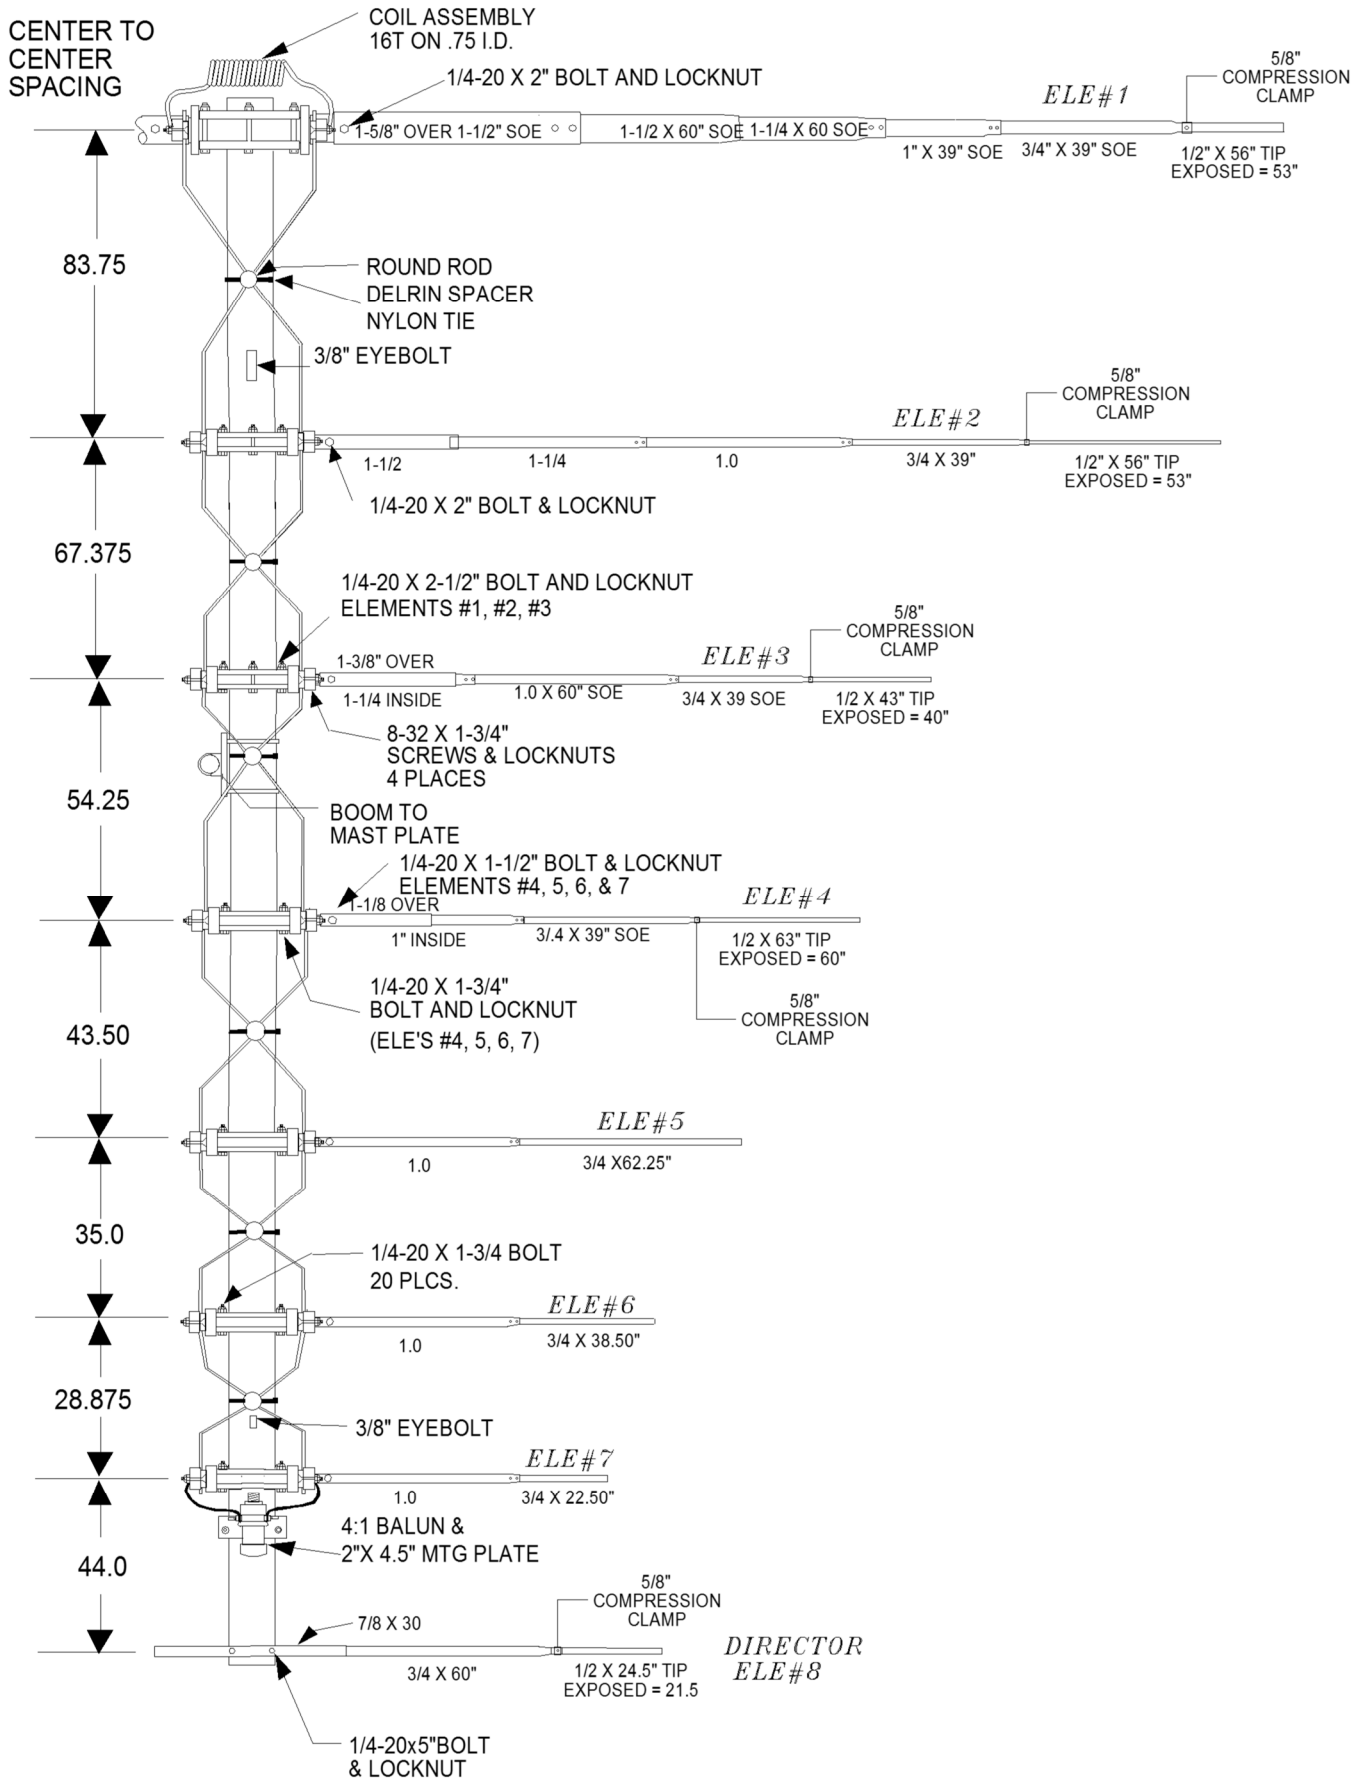 CENTER TO
CENTER
SPACING
COIL ASSEMBLY
16T ON .75 I.D.
1/4-20 X 2" BOLT AND LOCKNUT
ELE#1
5/8"
COMPRESSION
CLAMP
1-5/8" OVER 1-1/2" SOE
1-1/2 X 60" SOE
1-1/4 X 60 SOE
1" X 39" SOE
3/4" X 39" SOE
1/2" X 56" TIP
EXPOSED = 53"
83.75
ROUND ROD
DELRIN SPACER
NYLON TIE
3/8" EYEBOLT
ELE#2
5/8"
COMPRESSION
CLAMP
1-1/2
1-1/4
1.0
3/4 X 39"
1/2" X 56" TIP
EXPOSED = 53"
1/4-20 X 2" BOLT & LOCKNUT
67.375
1/4-20 X 2-1/2" BOLT AND LOCKNUT
ELEMENTS #1, #2, #3
ELE#3
5/8"
COMPRESSION
CLAMP
1-3/8" OVER
1-1/4 INSIDE
1.0 X 60" SOE
3/4 X 39 SOE
1/2 X 43" TIP
EXPOSED = 40"
8-32 X 1-3/4"
SCREWS & LOCKNUTS
4 PLACES
54.25
BOOM TO
MAST PLATE
1/4-20 X 1-1/2" BOLT & LOCKNUT
ELEMENTS #4, 5, 6, & 7
ELE#4
1-1/8 OVER
1" INSIDE
3/.4 X 39" SOE
1/2 X 63" TIP
EXPOSED = 60"
5/8"
COMPRESSION
CLAMP
1/4-20 X 1-3/4"
BOLT AND LOCKNUT
(ELE'S #4, 5, 6, 7)
43.50
ELE#5
1.0
3/4 X62.25"
35.0
1/4-20 X 1-3/4 BOLT
20 PLCS.
ELE#6
1.0
3/4 X 38.50"
28.875
3/8" EYEBOLT
ELE#7
1.0
3/4 X 22.50"
4:1 BALUN &
2"X 4.5" MTG PLATE
44.0
5/8"
COMPRESSION
CLAMP
7/8 X 30
3/4 X 60"
1/2 X 24.5" TIP
EXPOSED = 21.5
DIRECTOR
ELE#8
1/4-20x5"BOLT
& LOCKNUT